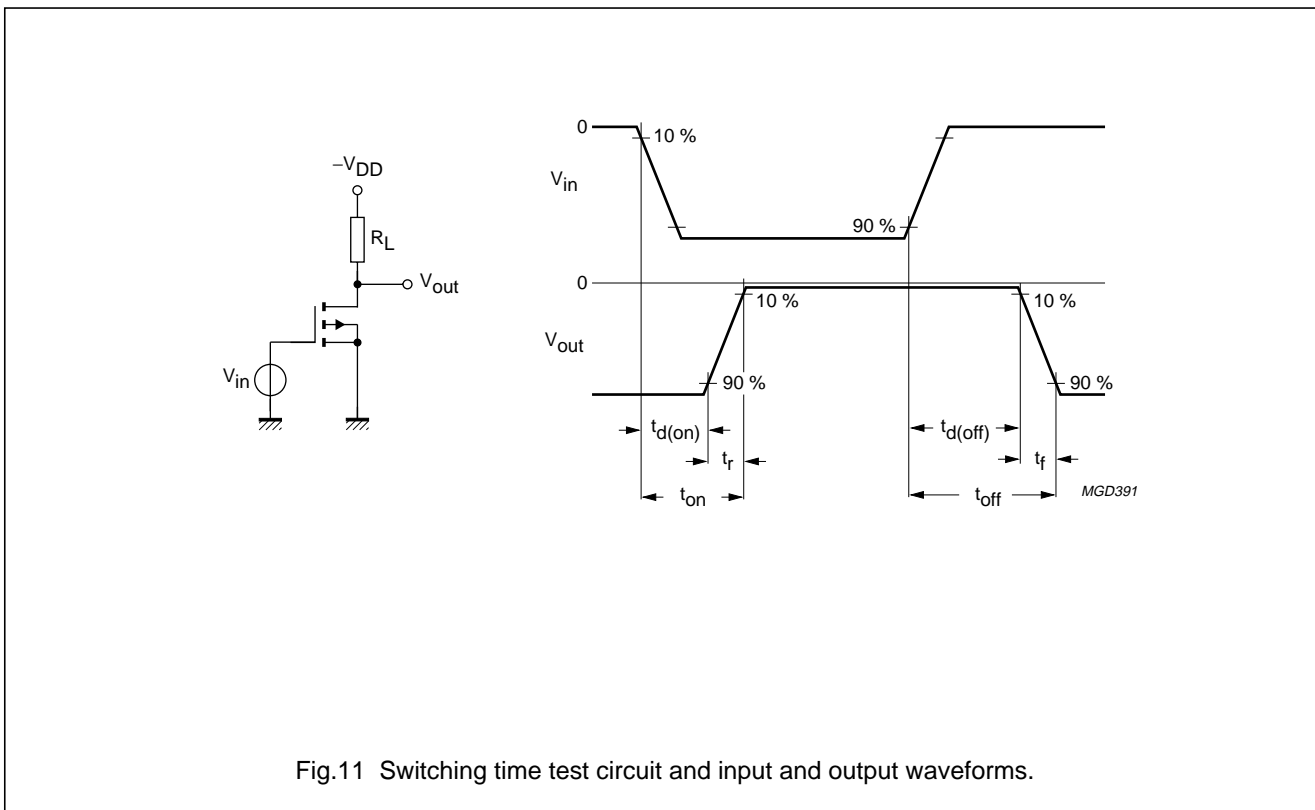 −VDD
RL
Vout
Vin
0
10 %
Vin
90 %
0
10 %
10 %
Vout
90 %
90 %
td(on)
td(off)
tr
tf
ton
toff
MGD391
Fig.11 Switching time test circuit and input and output waveforms.